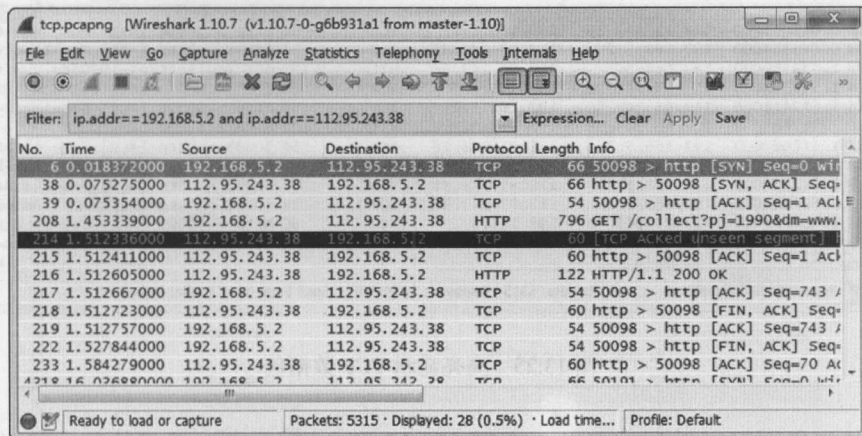 tcp.pcapng [Wireshark 1.10.7 (v1.10.7-0-g6b931a1 from master-1.10)]
File Edit View Go Capture Analyze Statistics Telephony Tools Internals Help
Filter: ip.addr==192.168.5.2 and ip.addr==112.95.243.38 Expression... Clear Apply Save
No. Time Source Destination Protocol Length Info
6 0.018372000 192.168.5.2 112.95.243.38 TCP 66 50098 > http [SYN] Seq=0 Win
38 0.075275000 112.95.243.38 192.168.5.2 TCP 66 http > 50098 [SYN, ACK] Seq=
39 0.075354000 192.168.5.2 112.95.243.38 TCP 54 50098 > http [ACK] Seq=1 Ack
208 1.453339000 192.168.5.2 112.95.243.38 HTTP 796 GET /collect?pj=1990&dm=www.
214 1.512336000 112.95.243.38 192.168.5.2 TCP 60 [TCP ACKed unseen segment]
215 1.512411000 112.95.243.38 192.168.5.2 TCP 60 http > 50098 [ACK] Seq=1 Ack
216 1.512605000 112.95.243.38 192.168.5.2 HTTP 122 HTTP/1.1 200 OK
217 1.512667000 192.168.5.2 112.95.243.38 TCP 54 50098 > http [ACK] Seq=743 A
218 1.512723000 112.95.243.38 192.168.5.2 TCP 60 http > 50098 [FIN, ACK] Seq=
219 1.512757000 192.168.5.2 112.95.243.38 TCP 54 50098 > http [ACK] Seq=743 A
222 1.527844000 192.168.5.2 112.95.243.38 TCP 54 50098 > http [FIN, ACK] Seq=
233 1.584279000 112.95.243.38 192.168.5.2 TCP 60 http > 50098 [ACK] Seq=70 Ac
Ready to load or capture Packets: 5315 · Displayed: 28 (0.5%) · Load time... Profile: Default